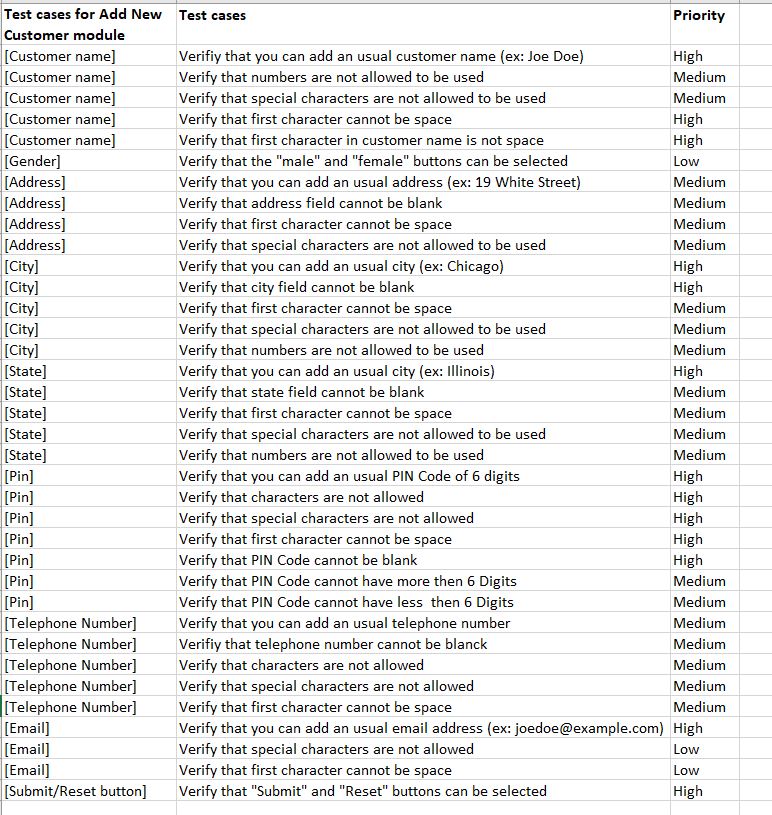 Test cases for Add New Customer module Test cases Priority
[Customer name] Verifiy that you can add an usual customer name (ex: Joe Doe) High
[Customer name] Verify that numbers are not allowed to be used Medium
[Customer name] Verify that special characters are not allowed to be used Medium
[Customer name] Verify that first character cannot be space High
[Customer name] Verify that first character in customer name is not space High
[Gender] Verify that the "male" and "female" buttons can be selected Low
[Address] Verify that you can add an usual address (ex: 19 White Street) Medium
[Address] Verify that address field cannot be blank Medium
[Address] Verify that first character cannot be space Medium
[Address] Verify that special characters are not allowed to be used Medium
[City] Verify that you can add an usual city (ex: Chicago) High
[City] Verify that city field cannot be blank High
[City] Verify that first character cannot be space Medium
[City] Verify that special characters are not allowed to be used Medium
[City] Verify that numbers are not allowed to be used Medium
[State] Verify that you can add an usual city (ex: Illinois) High
[State] Verify that state field cannot be blank Medium
[State] Verify that first character cannot be space Medium
[State] Verify that special characters are not allowed to be used Medium
[State] Verify that numbers are not allowed to be used Medium
[Pin] Verify that you can add an usual PIN Code of 6 digits High
[Pin] Verify that characters are not allowed High
[Pin] Verify that special characters are not allowed High
[Pin] Verify that first character cannot be space High
[Pin] Verify that PIN Code cannot be blank High
[Pin] Verify that PIN Code cannot have more then 6 Digits Medium
[Pin] Verify that PIN Code cannot have less  then 6 Digits Medium
[Telephone Number] Verify that you can add an usual telephone number Medium
[Telephone Number] Verifiy that telephone number cannot be blanck Medium
[Telephone Number] Verify that characters are not allowed Medium
[Telephone Number] Verify that special characters are not allowed Medium
[Telephone Number] Verify that first character cannot be space Medium
[Email] Verify that you can add an usual email address (ex: joedoe@example.com) High
[Email] Verify that special characters are not allowed Low
[Email] Verify that first character cannot be space Low
[Submit/Reset button] Verify that "Submit" and "Reset" buttons can be selected High